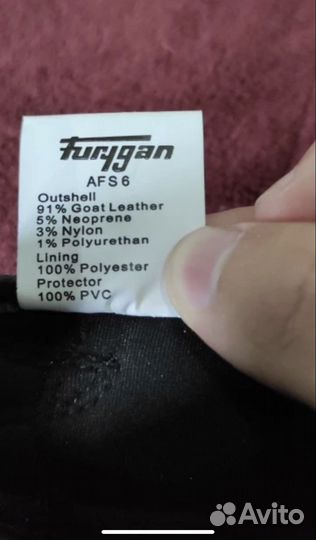 Furygan
AFS 6
Outshell
91% Goat Leather
5% Neoprene
3% Nylon
1% Polyurethan
Lining
100% Polyester
Protector
100% PVC
Avito